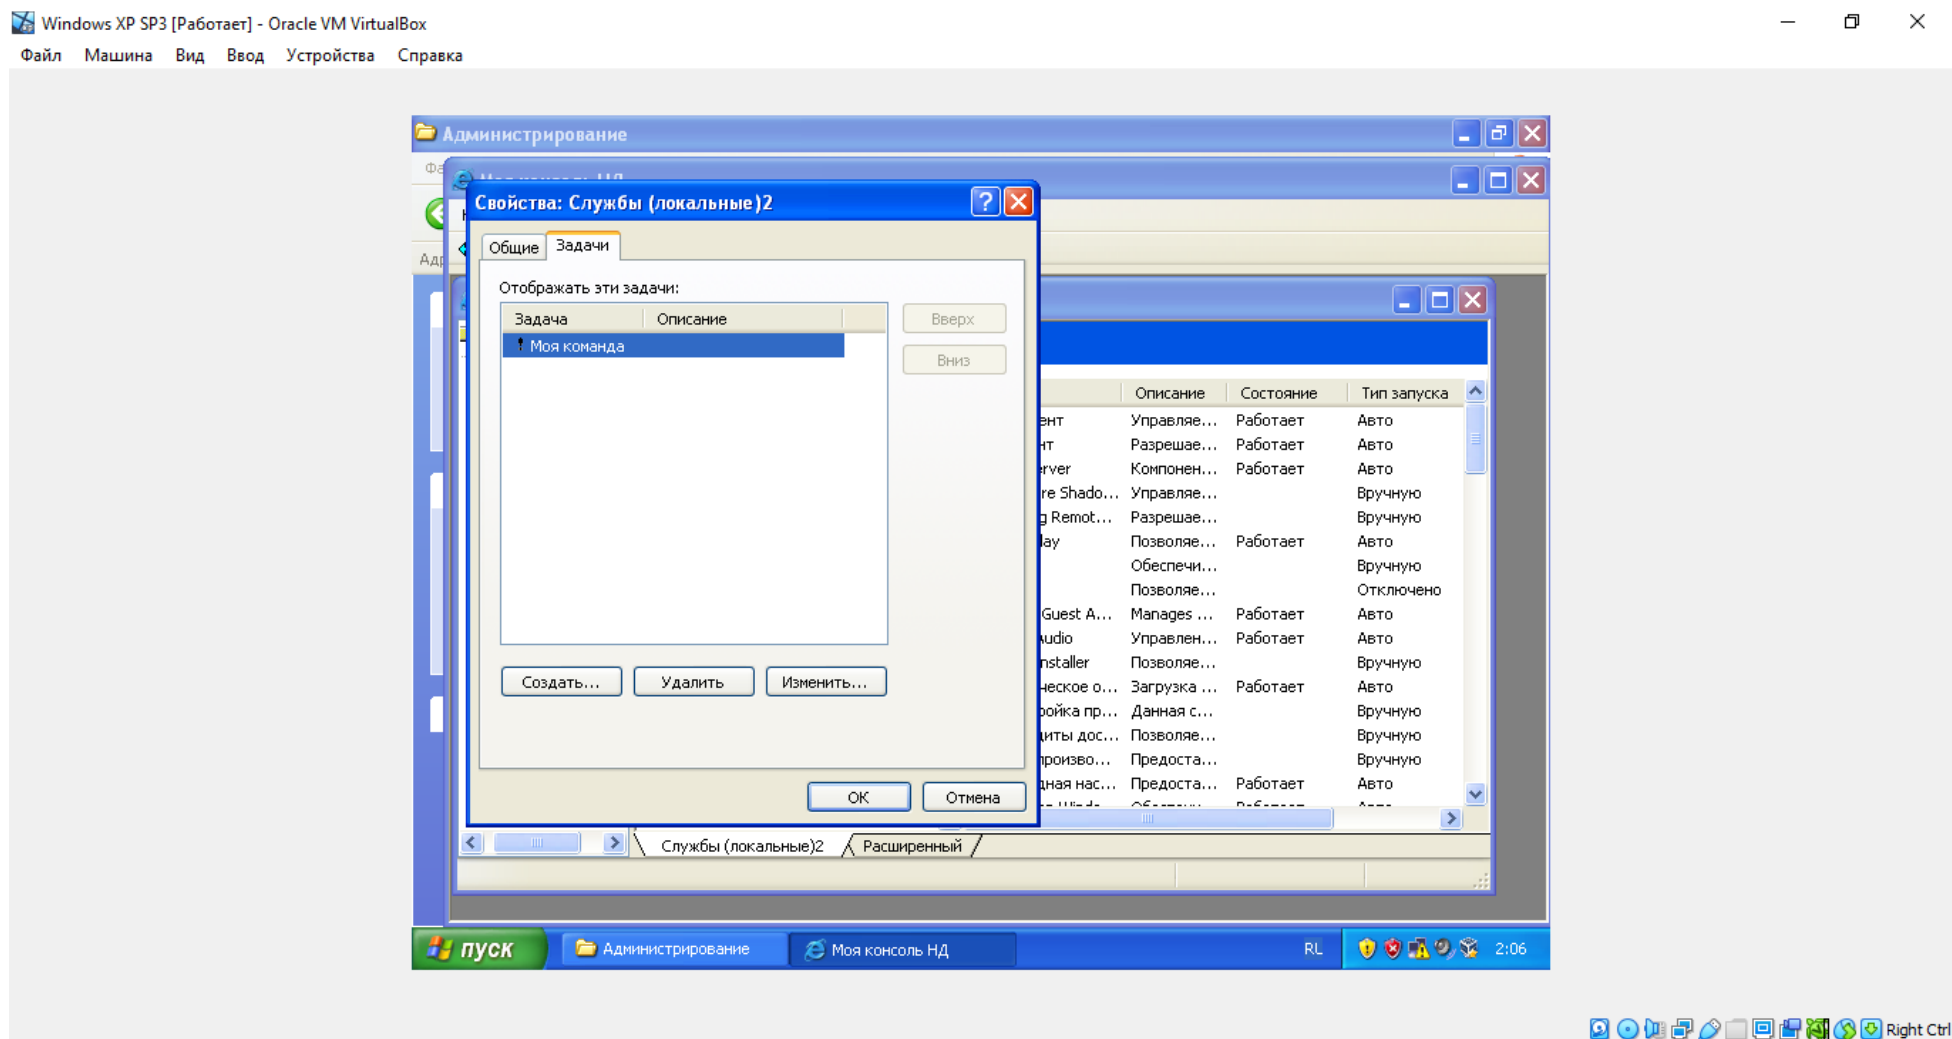 Windows XP SP3 [Работает] - Oracle VM VirtualBox
Файл Машина Вид Ввод Устройства Справка
Администрирование
Свойства: Службы (локальные)2
Общие Задачи
Отображать эти задачи:
Задача Описание
Моя команда
Вверх
Вниз
Создать... Удалить Изменить...
OK Отмена
Описание Состояние Тип запуска
Управляе... Работает Авто
Разрешае... Работает Авто
Компонен... Работает Авто
Shado... Управляе... Вручную
Remot... Разрешае... Вручную
Позволяе... Работает Авто
Обеспечи... Вручную
Позволяе... Отключено
Guest A... Manages ... Работает Авто
Управлен... Работает Авто
Позволяе... Вручную
Загрузка ... Работает Авто
Данная с... Вручную
Позволяе... Вручную
Предоста... Вручную
Предоста... Работает Авто
Службы (локальные)2 Расширенный
пуск Администрирование Моя консоль НД RL 2:06
Right Ctrl